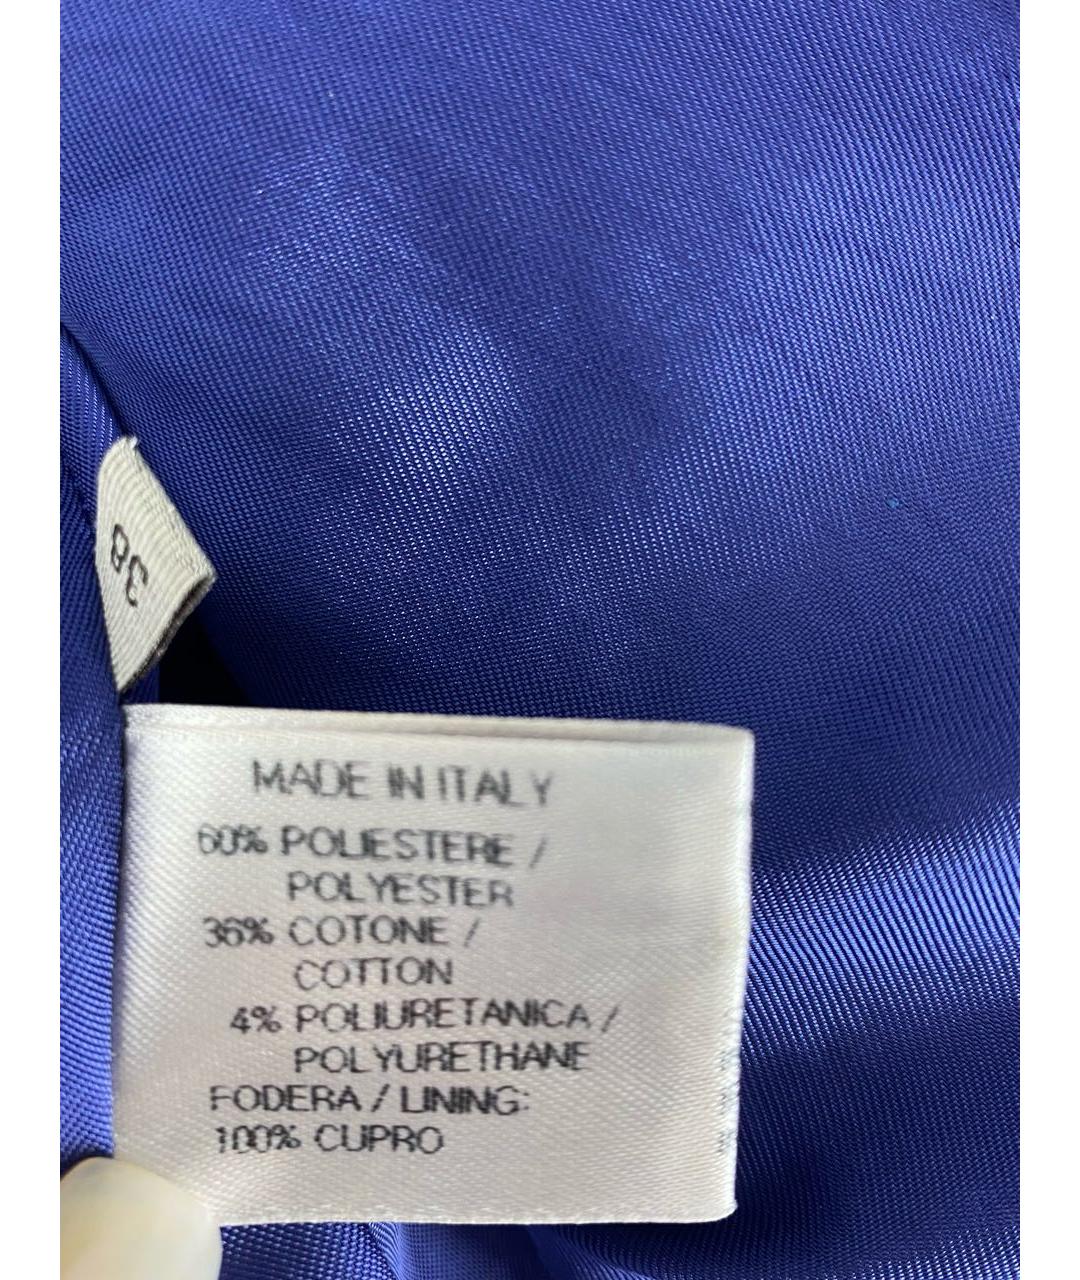 38
MADE IN ITALY
60% POLIESTERE /
POLYESTER
36% COTONE /
COTTON
4% POLIURETANICA /
POLYURETHANE
FODERA / LINING:
100% CUPRO